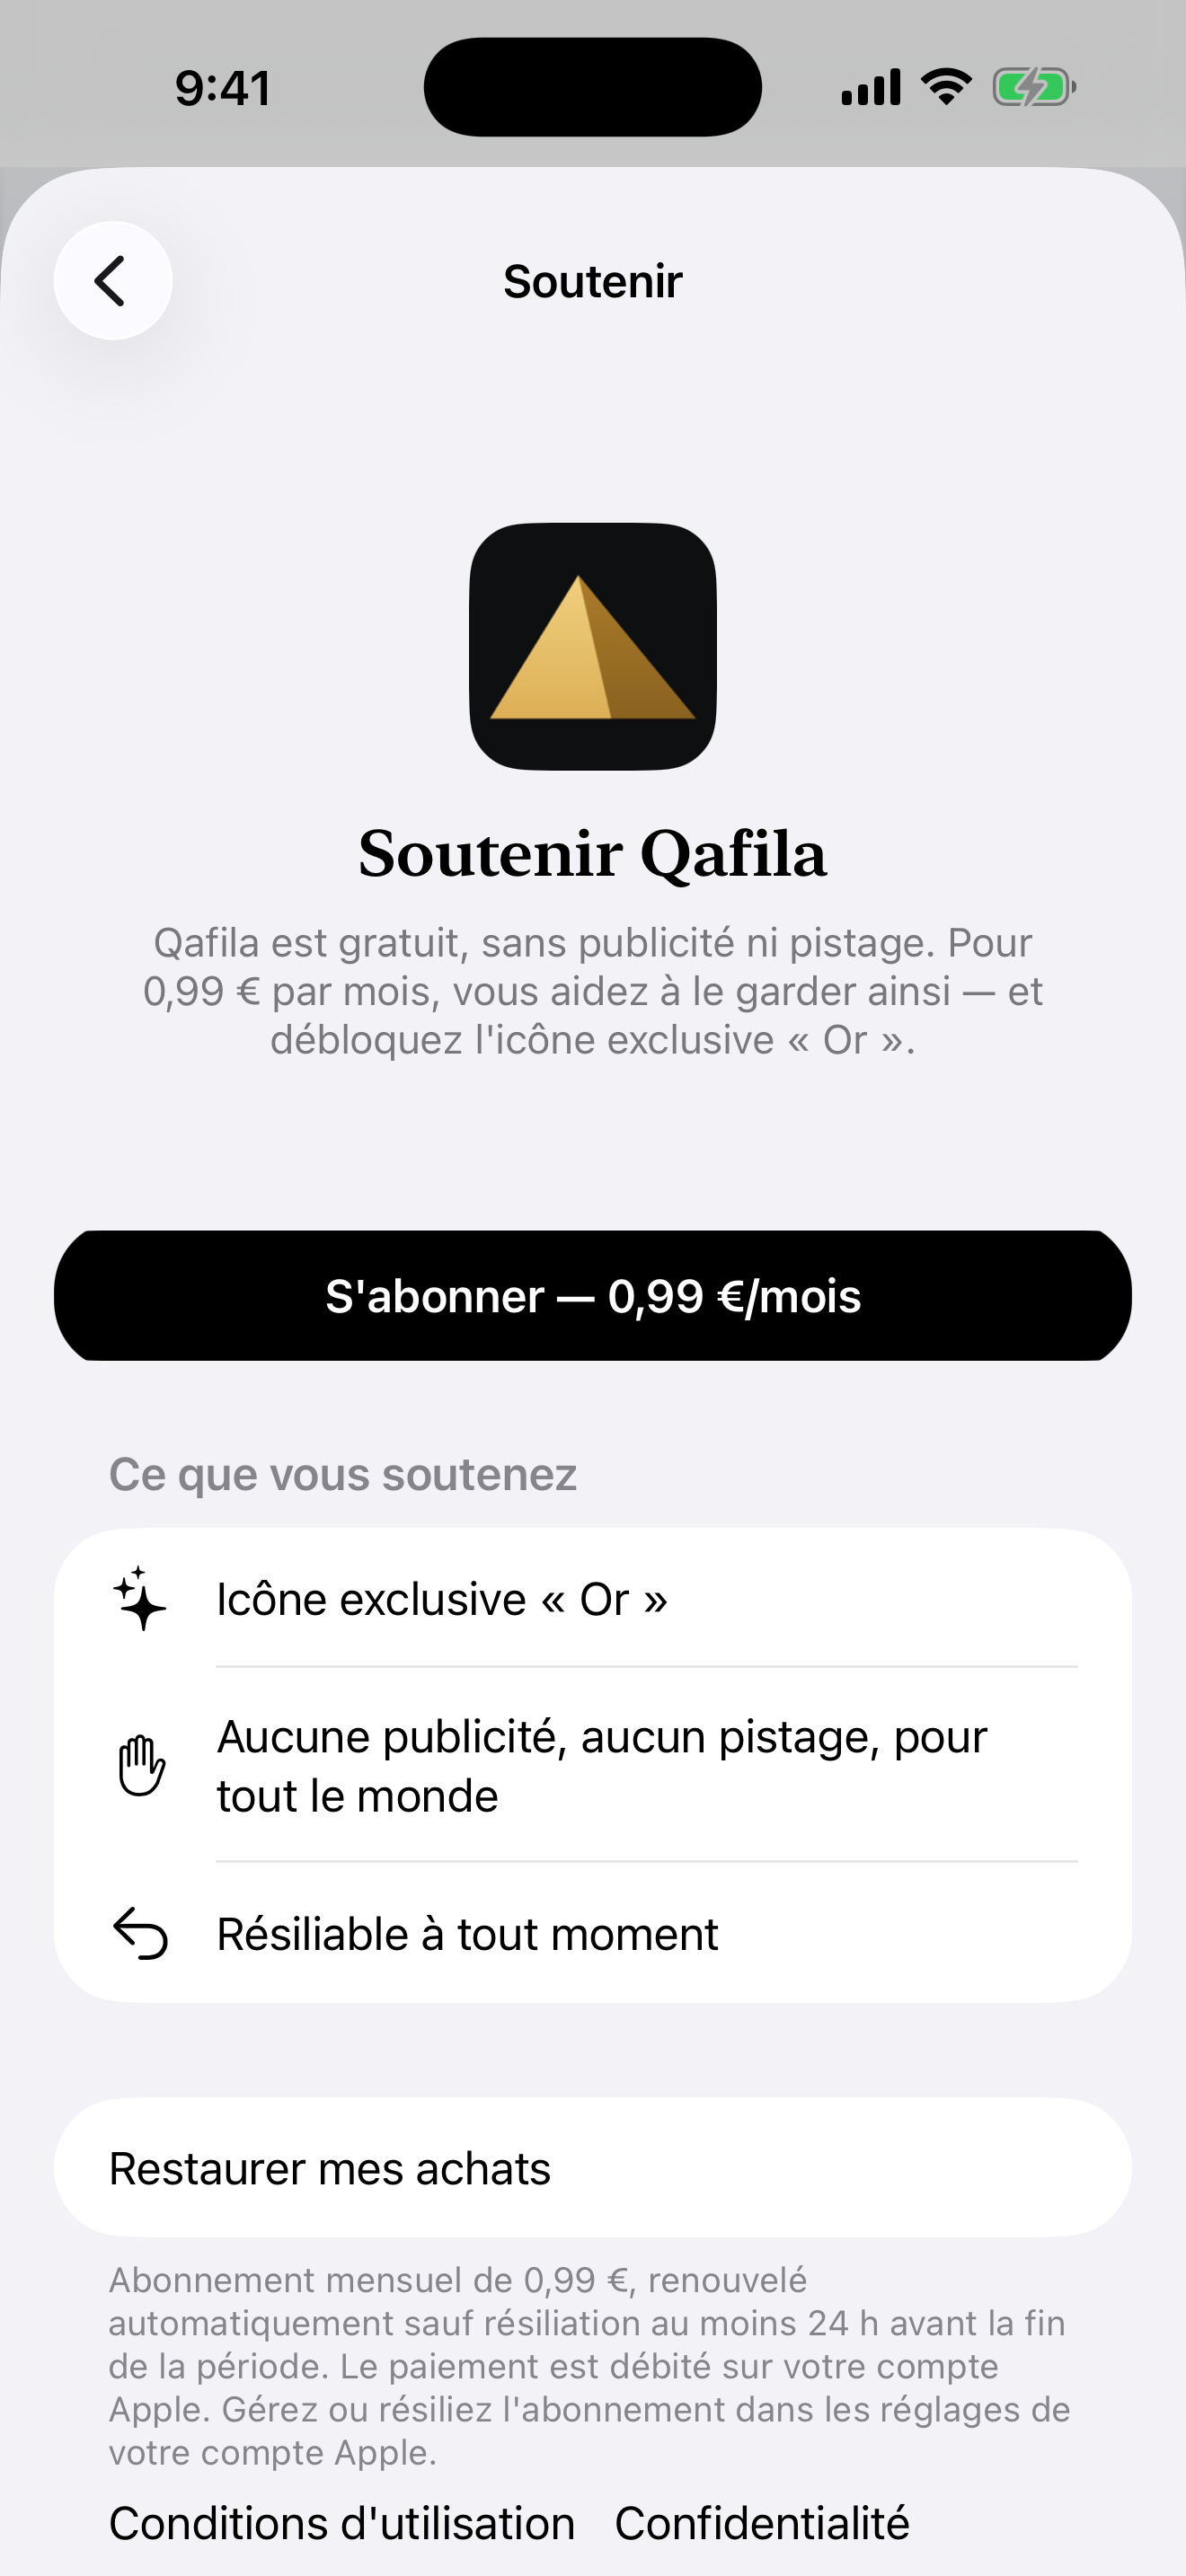 9:41
Soutenir
Soutenir Qafila
Qafila est gratuit, sans publicité ni pistage. Pour
0,99 € par mois, vous aidez à le garder ainsi — et
débloquez l'icône exclusive « Or ».
S'abonner — 0,99 €/mois
Ce que vous soutenez
Icône exclusive « Or »
Aucune publicité, aucun pistage, pour
tout le monde
Résiliable à tout moment
Restaurer mes achats
Abonnement mensuel de 0,99 €, renouvelé
automatiquement sauf résiliation au moins 24 h avant la fin
de la période. Le paiement est débité sur votre compte
Apple. Gérez ou résiliez l'abonnement dans les réglages de
votre compte Apple.
Conditions d'utilisation Confidentialité